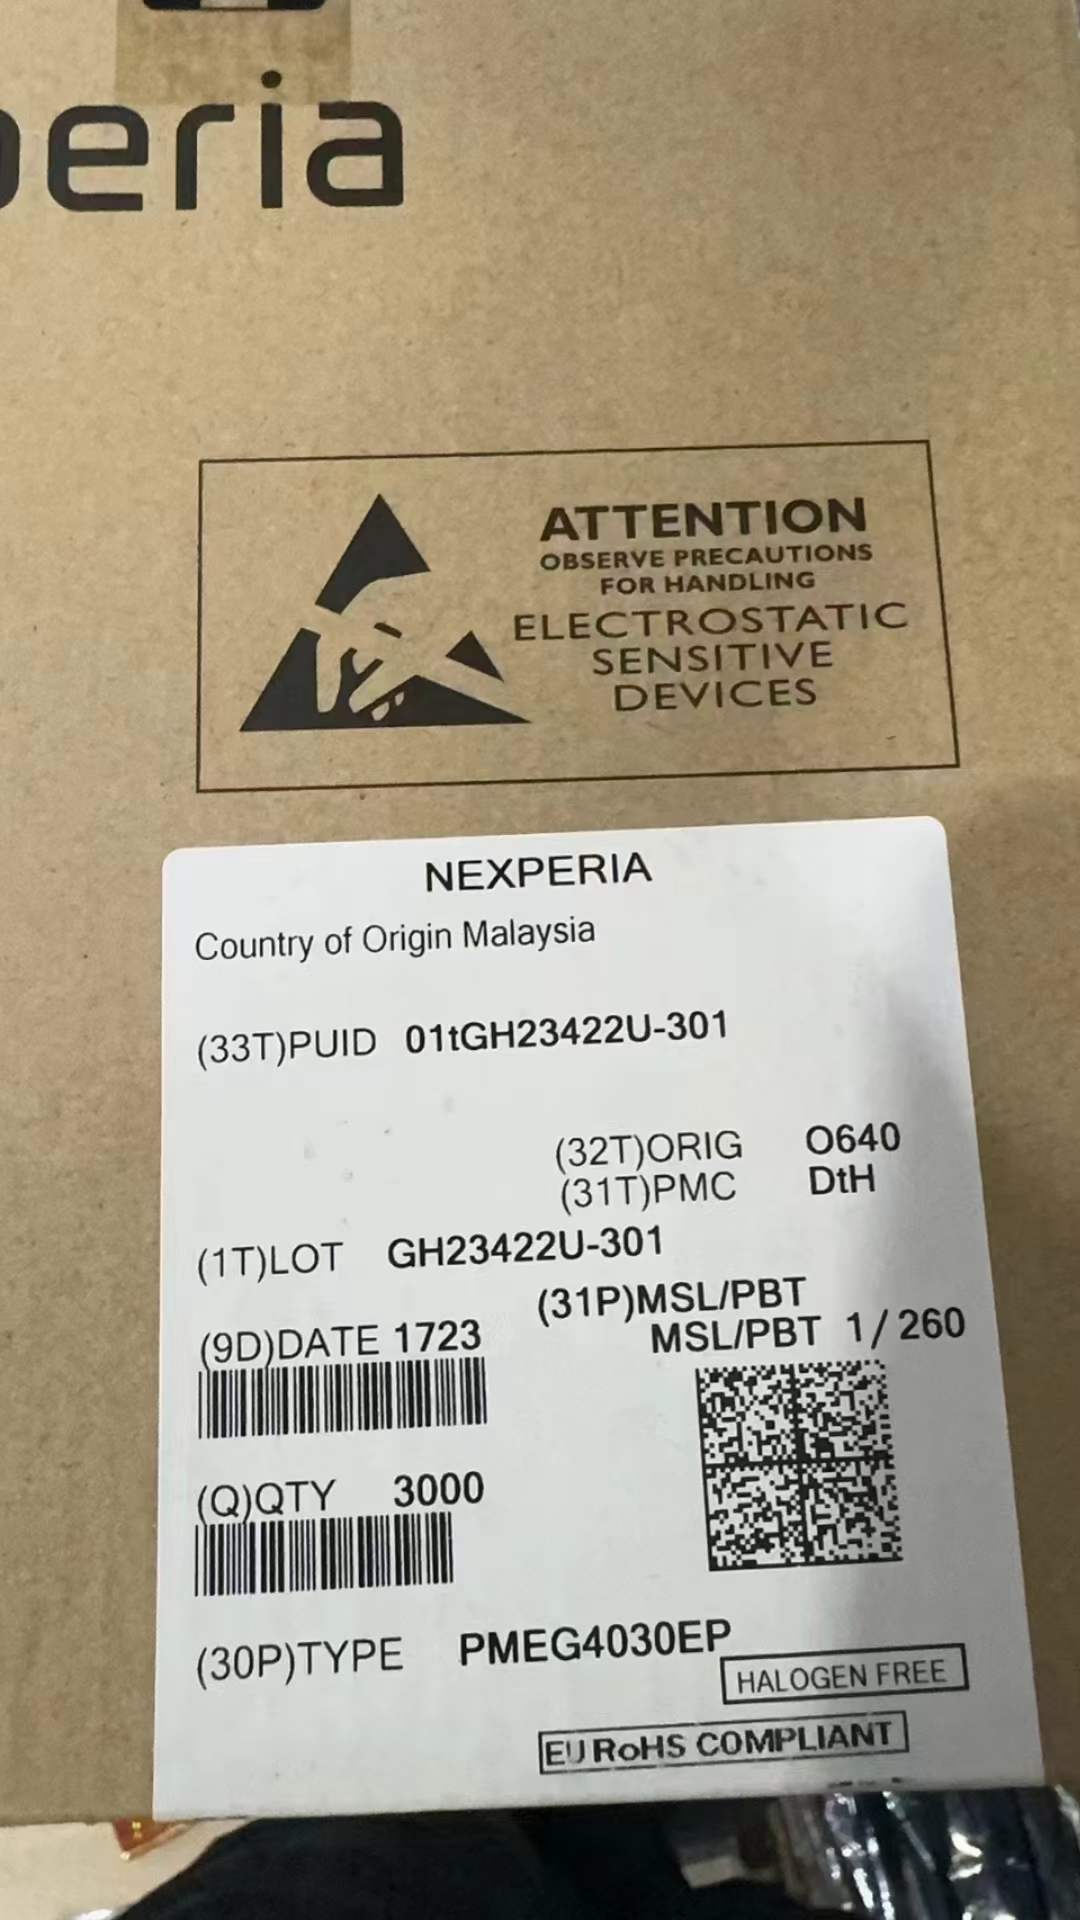 peria
ATTENTION
OBSERVE PRECAUTIONS
FOR HANDLING
ELECTROSTATIC
SENSITIVE
DEVICES
NEXPERIA
Country of Origin Malaysia
(33T)PUID 01tGH23422U-301
(32T)ORIG O640
(31T)PMC DtH
(1T)LOT GH23422U-301
(31P)MSL/PBT
(9D)DATE 1723
MSL/PBT 1/260
(Q)QTY 3000
(30P)TYPE PMEG4030EP
HALOGEN FREE
EU RoHS COMPLIANT